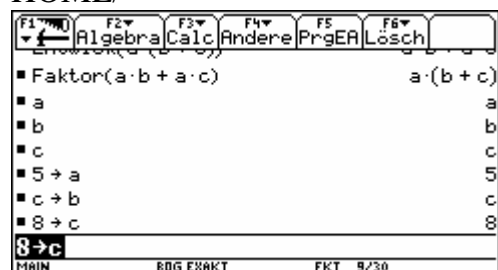 HOME/
F1 F2 F3 F4 F5 F6
Algebra Calc Andere PrgEA Lösch
Faktor(a·b + a·c) a·(b + c)
a a
b b
c c
5 → a 5
c → b c
8 → c 8
8→c
MAIN BOG EXAKT FKT 9/30